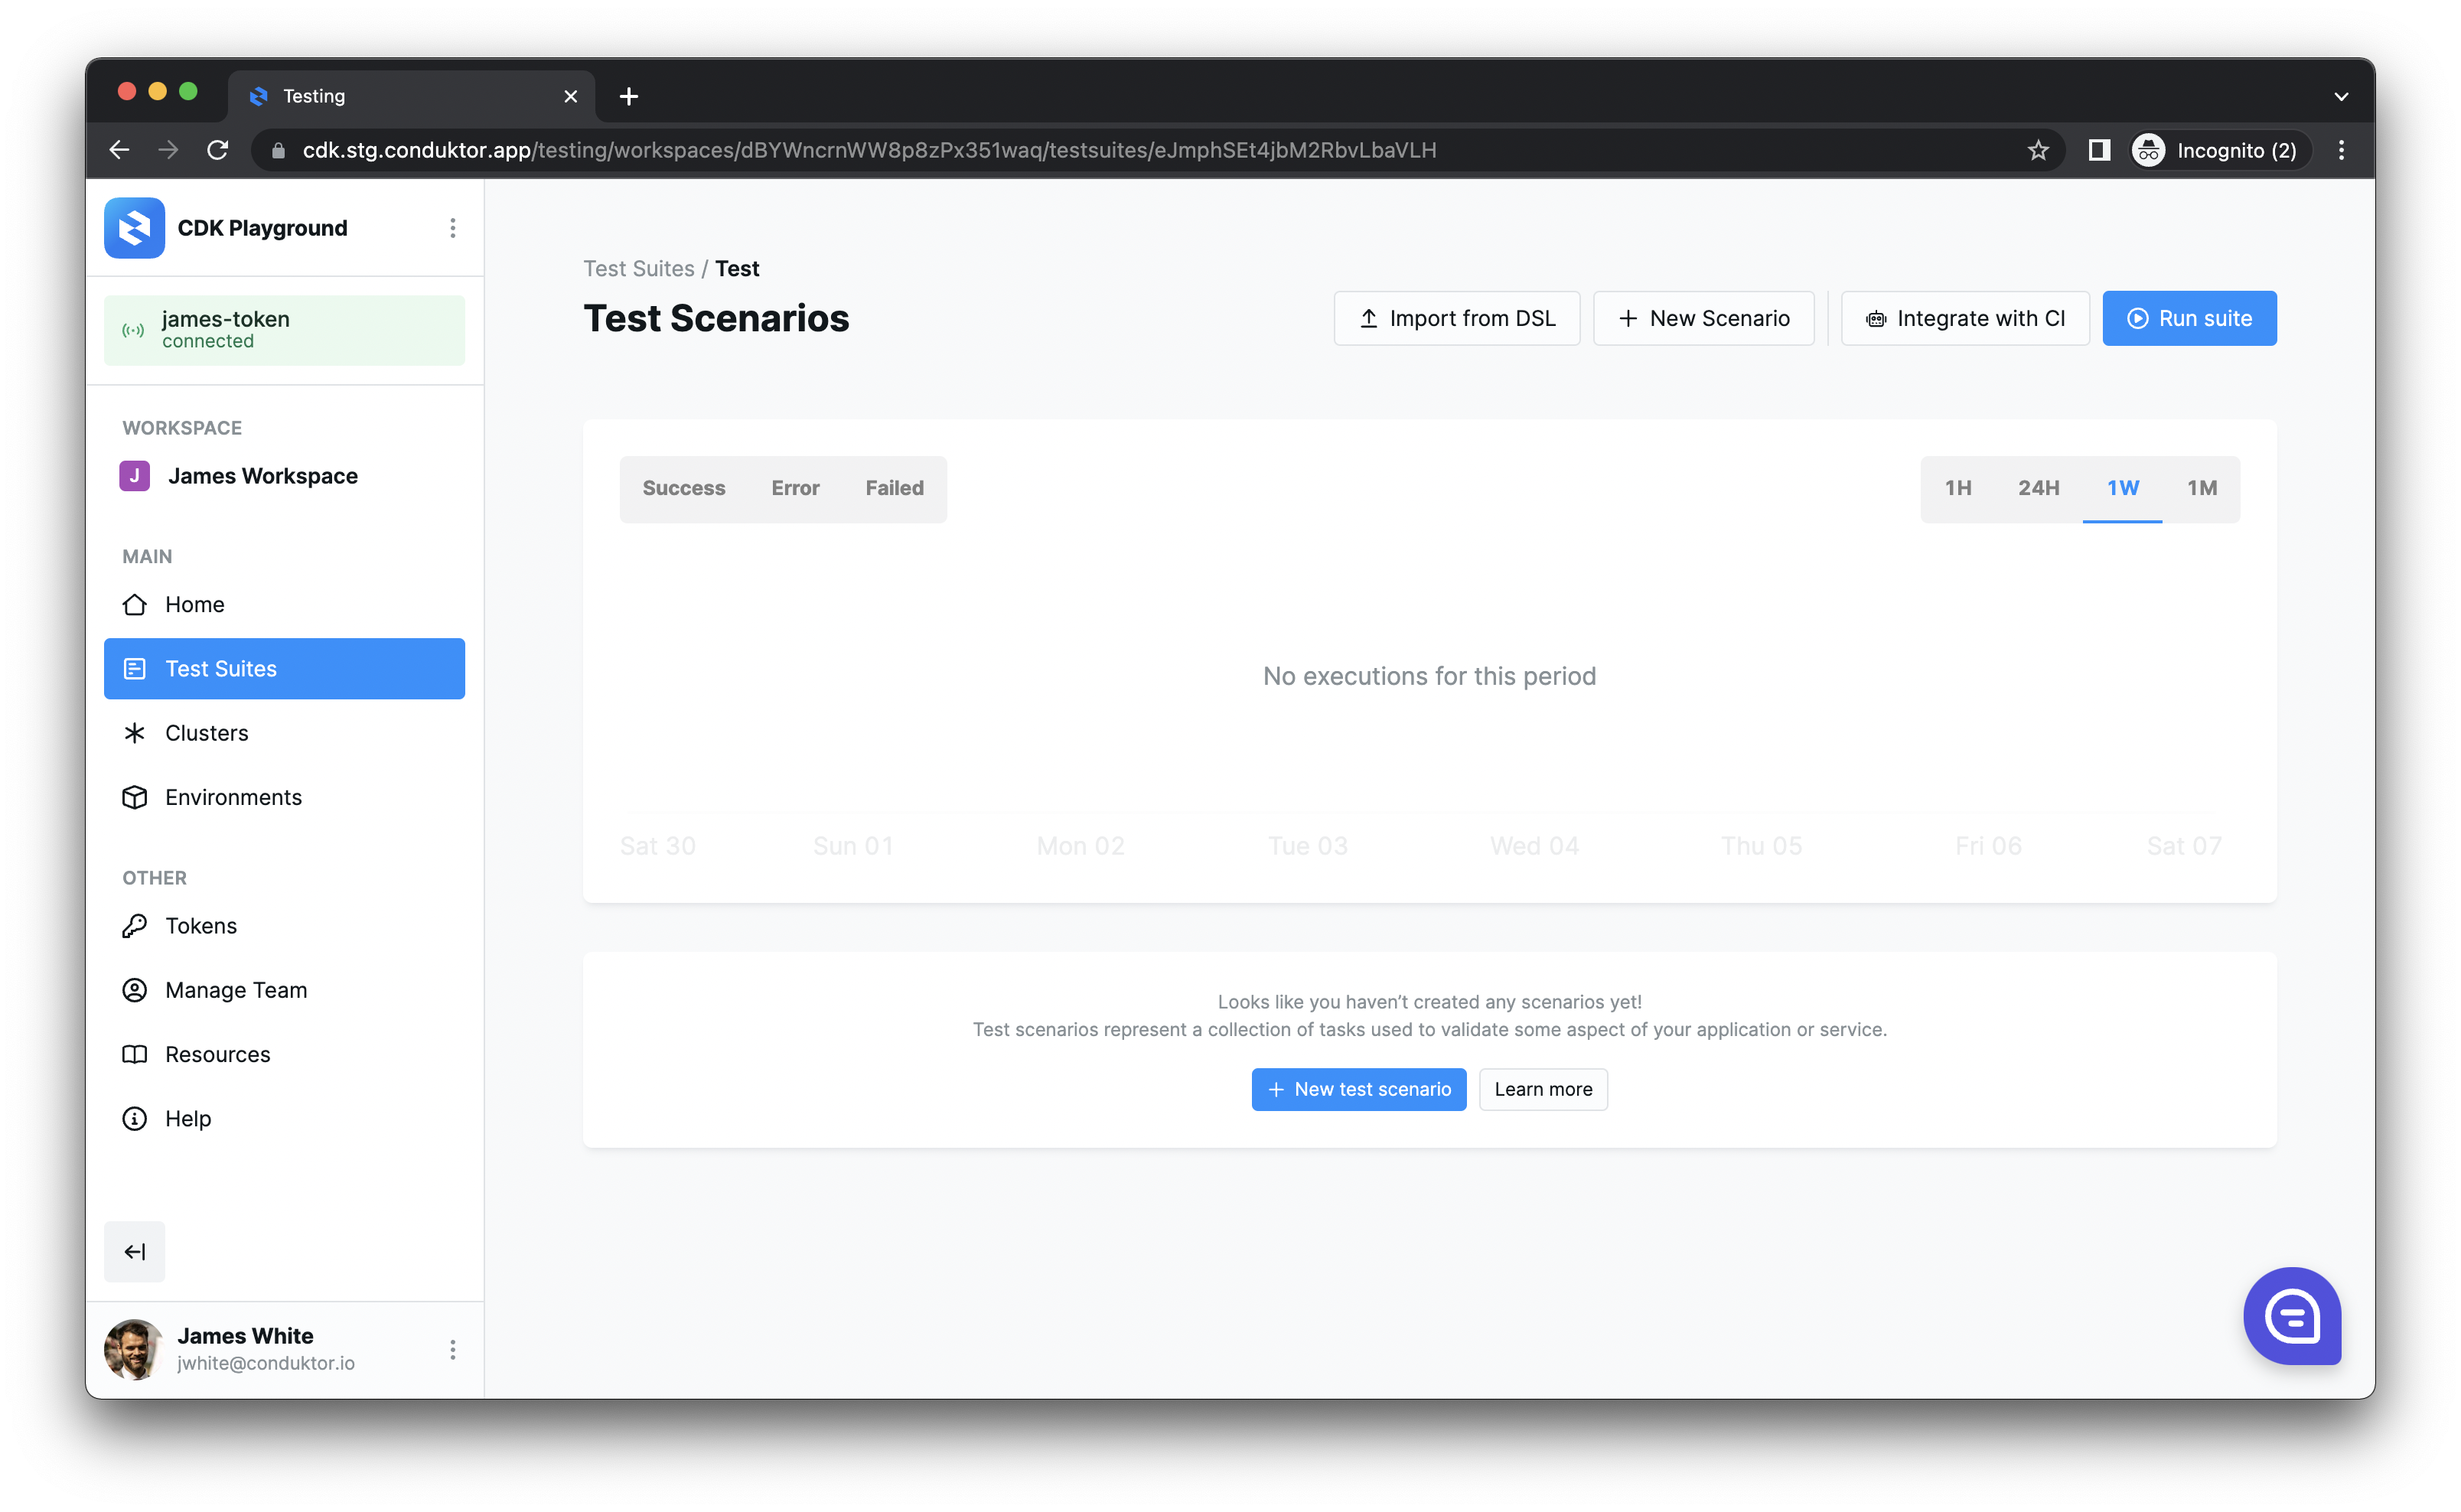 Testing
cdk.stg.conduktor.app/testing/workspaces/dBYWncrnWW8p8zPx351waq/testsuites/eJmphSEt4jbM2RbvLbaVLH
Incognito (2)
CDK Playground
james-token
connected
WORKSPACE
J James Workspace
MAIN
Home
Test Suites
Clusters
Environments
OTHER
Tokens
Manage Team
Resources
Help
James White
jwhite@conduktor.io
Test Suites / Test
Test Scenarios
Import from DSL
New Scenario
Integrate with CI
Run suite
Success Error Failed
1H 24H 1W 1M
No executions for this period
Sat 30 Sun 01 Mon 02 Tue 03 Wed 04 Thu 05 Fri 06 Sat 07
Looks like you haven’t created any scenarios yet!
Test scenarios represent a collection of tasks used to validate some aspect of your application or service.
New test scenario
Learn more